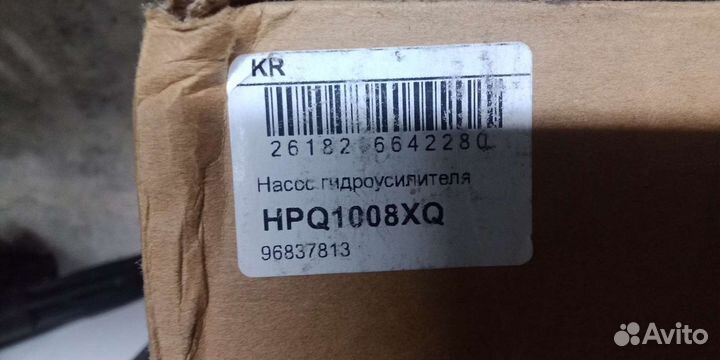 KR
26182 6642280
Насос гидроусилителя
HPQ1008XQ
96837813
Avito